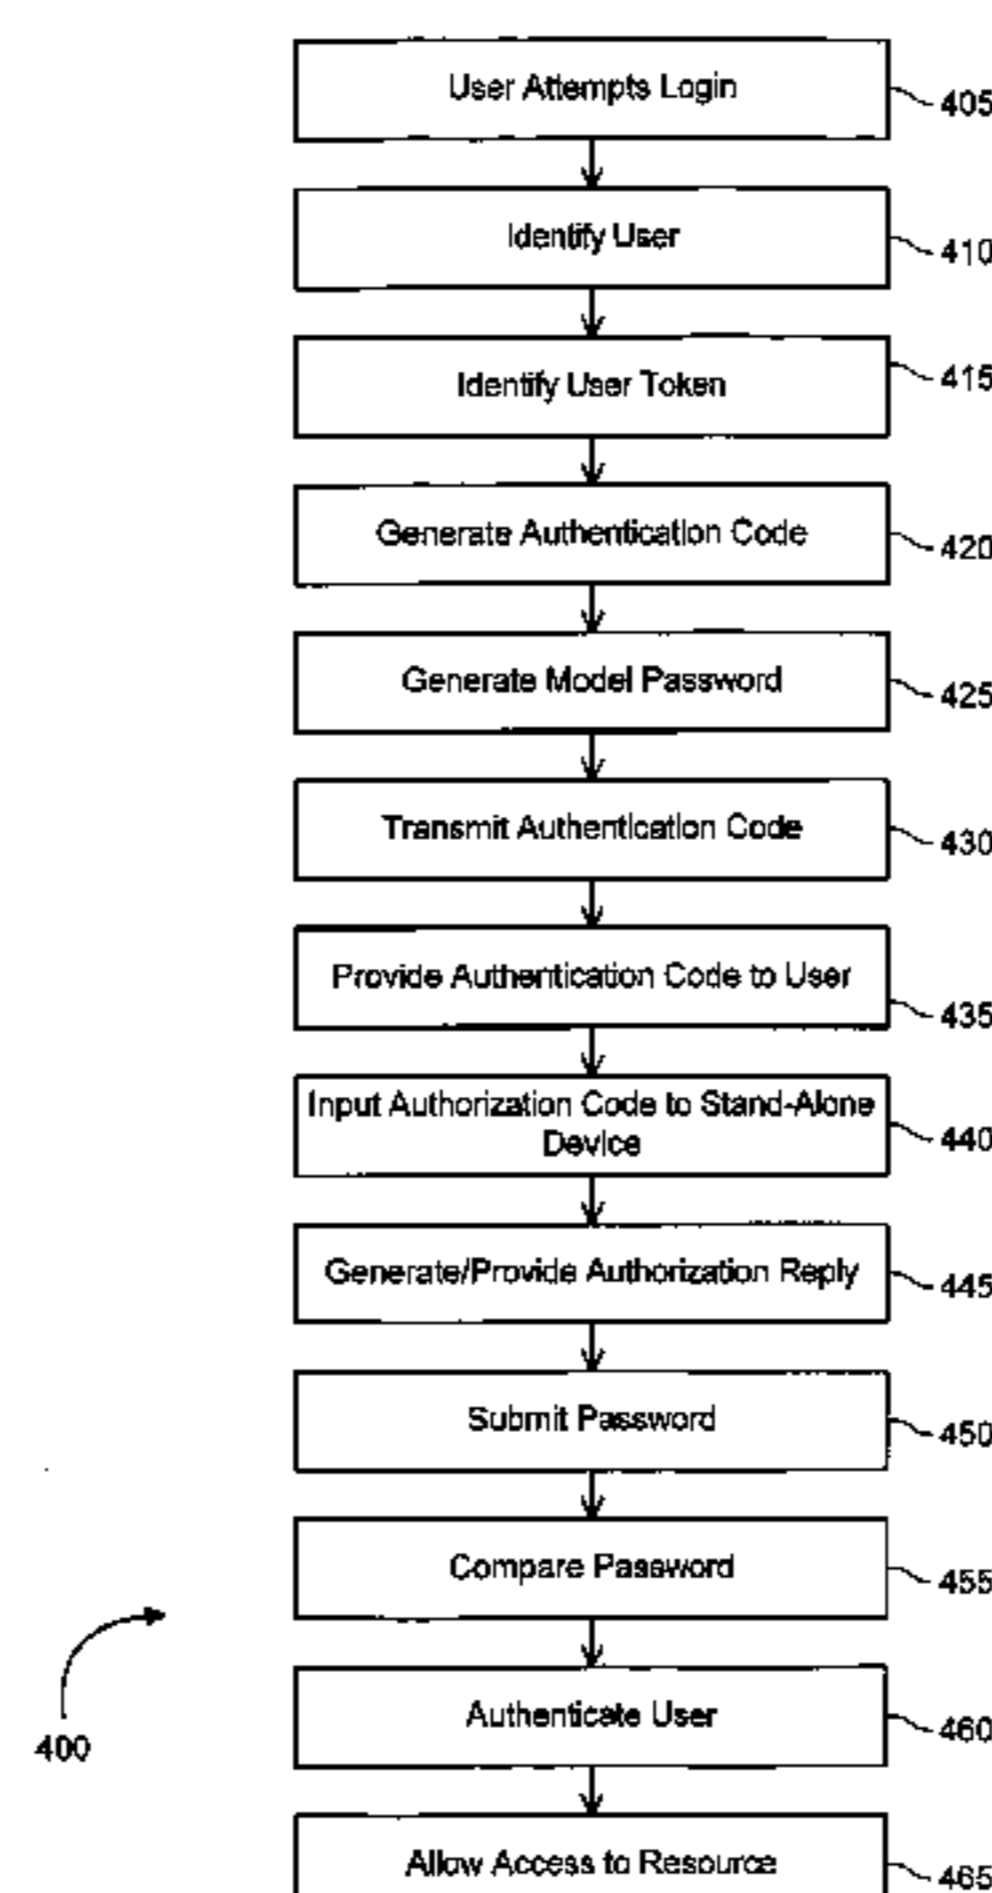 User Attempts Login
405
Identify User
410
Identify User Token
415
Generate Authentication Code
420
Generate Model Password
425
Transmit Authentication Code
430
Provide Authentication Code to User
435
Input Authorization Code to Stand-Alone
Device
440
Generate/Provide Authorization Reply
445
Submit Password
450
Compare Password
455
Authenticate User
460
400
Allow Access to Resource
465